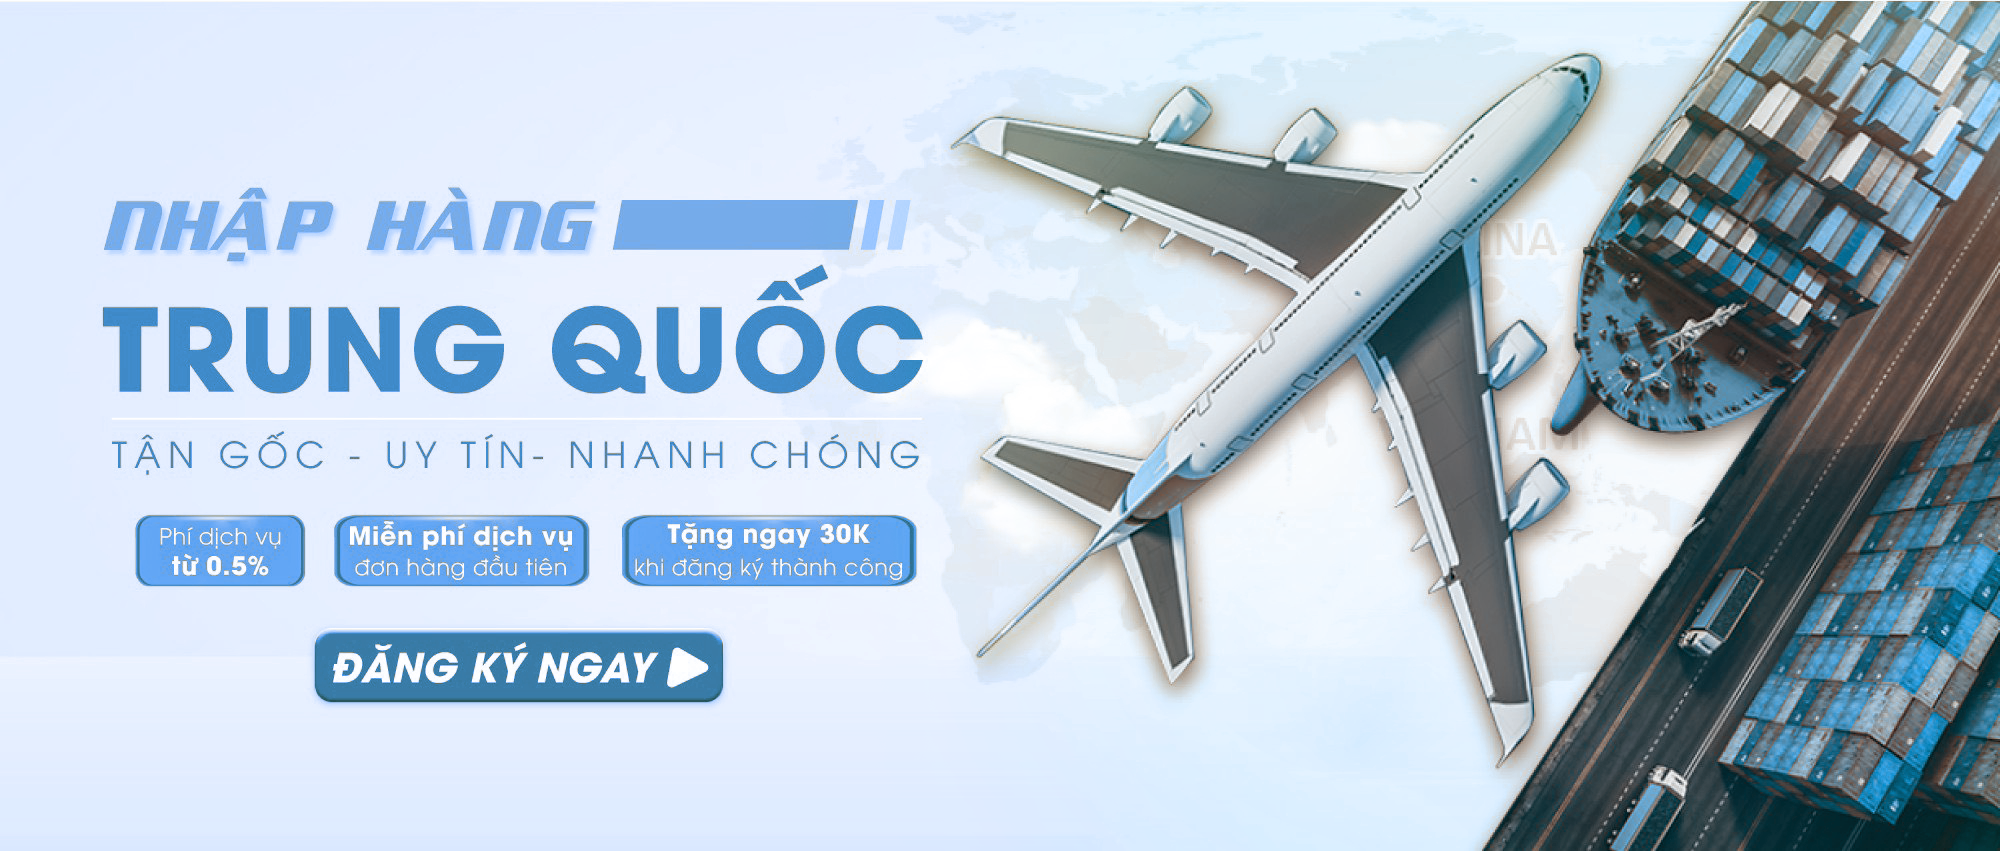 NHẬP HÀNG
TRUNG QUỐC
TẬN GỐC - UY TÍN- NHANH CHÓNG
Phí dịch vụ
từ 0.5%
Miễn phí dịch vụ
đơn hàng đầu tiên
Tặng ngay 30K
khi đăng ký thành công
ĐĂNG KÝ NGAY